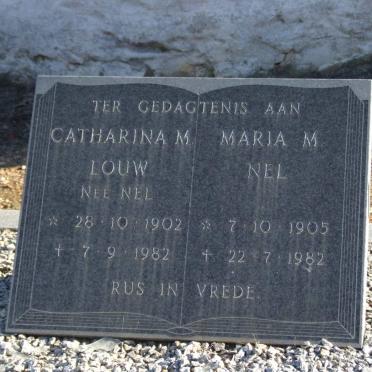 TER GEDAGTENIS AAN
CATHARINA M.
LOUW
NEE NEL
☆ 28·10·1902
✝ 7·9·1982
MARIA M.
NEL
☆ 7·10·1905
✝ 22·7·1982
RUS IN VREDE.